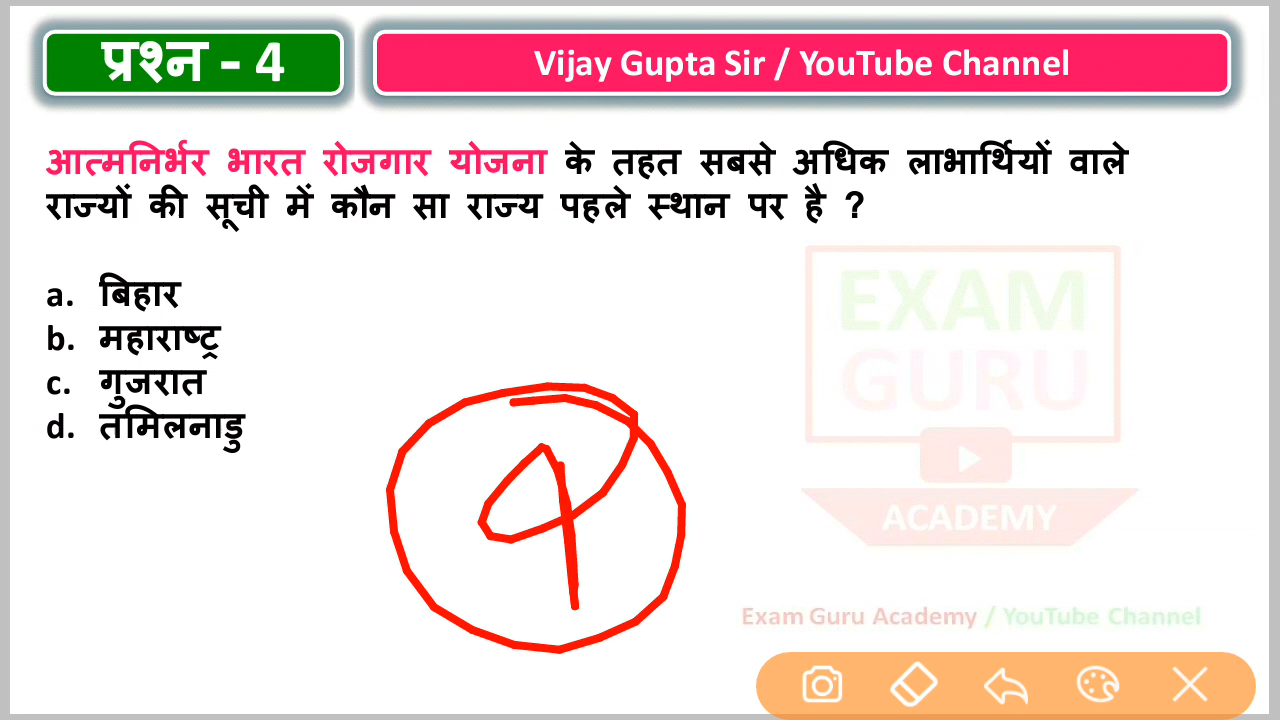 प्रश्न - 4
Vijay Gupta Sir / YouTube Channel
आत्मनिर्भर भारत रोजगार योजना के तहत सबसे अधिक लाभार्थियों वाले
राज्यों की सूची में कौन सा राज्य पहले स्थान पर है ?
a. बिहार
b. महाराष्ट्र
c. गुजरात
d. तमिलनाडु
EXAM
GURU
ACADEMY
Exam Guru Academy / YouTube Channel